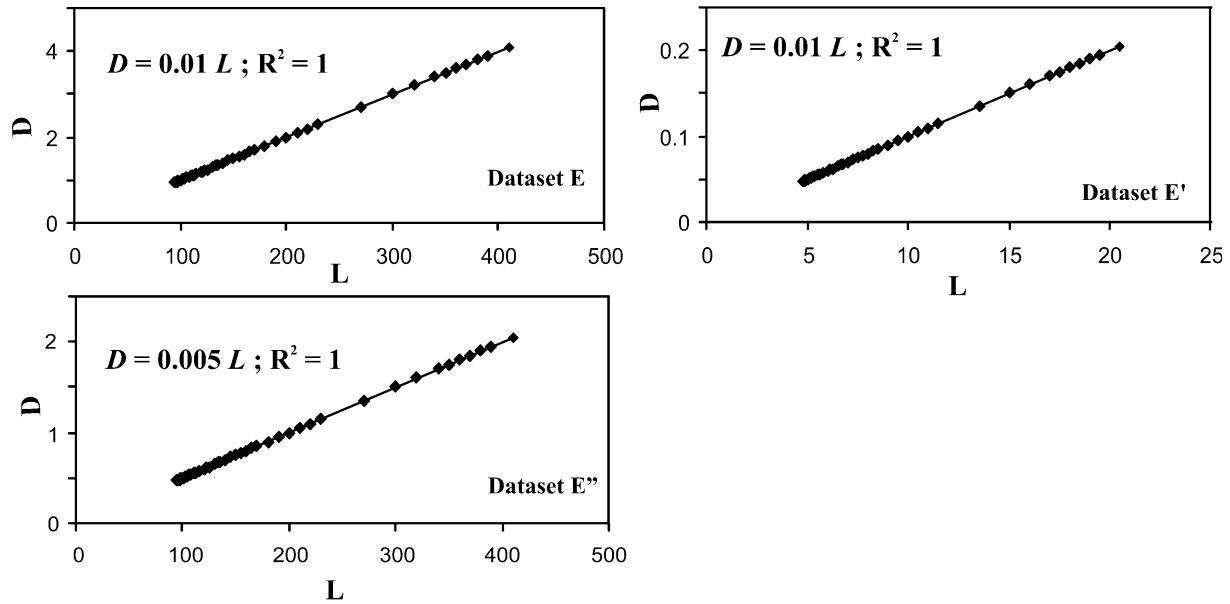 4
D = 0.01 L ; R² = 1
D
2
Dataset E
0
100 200 300 400 500
L
0.2
D = 0.01 L ; R² = 1
D
0.1
Dataset E'
0
0 5 10 15 20 25
L
2
D = 0.005 L ; R² = 1
D
1
Dataset E”
0
0 100 200 300 400 500
L